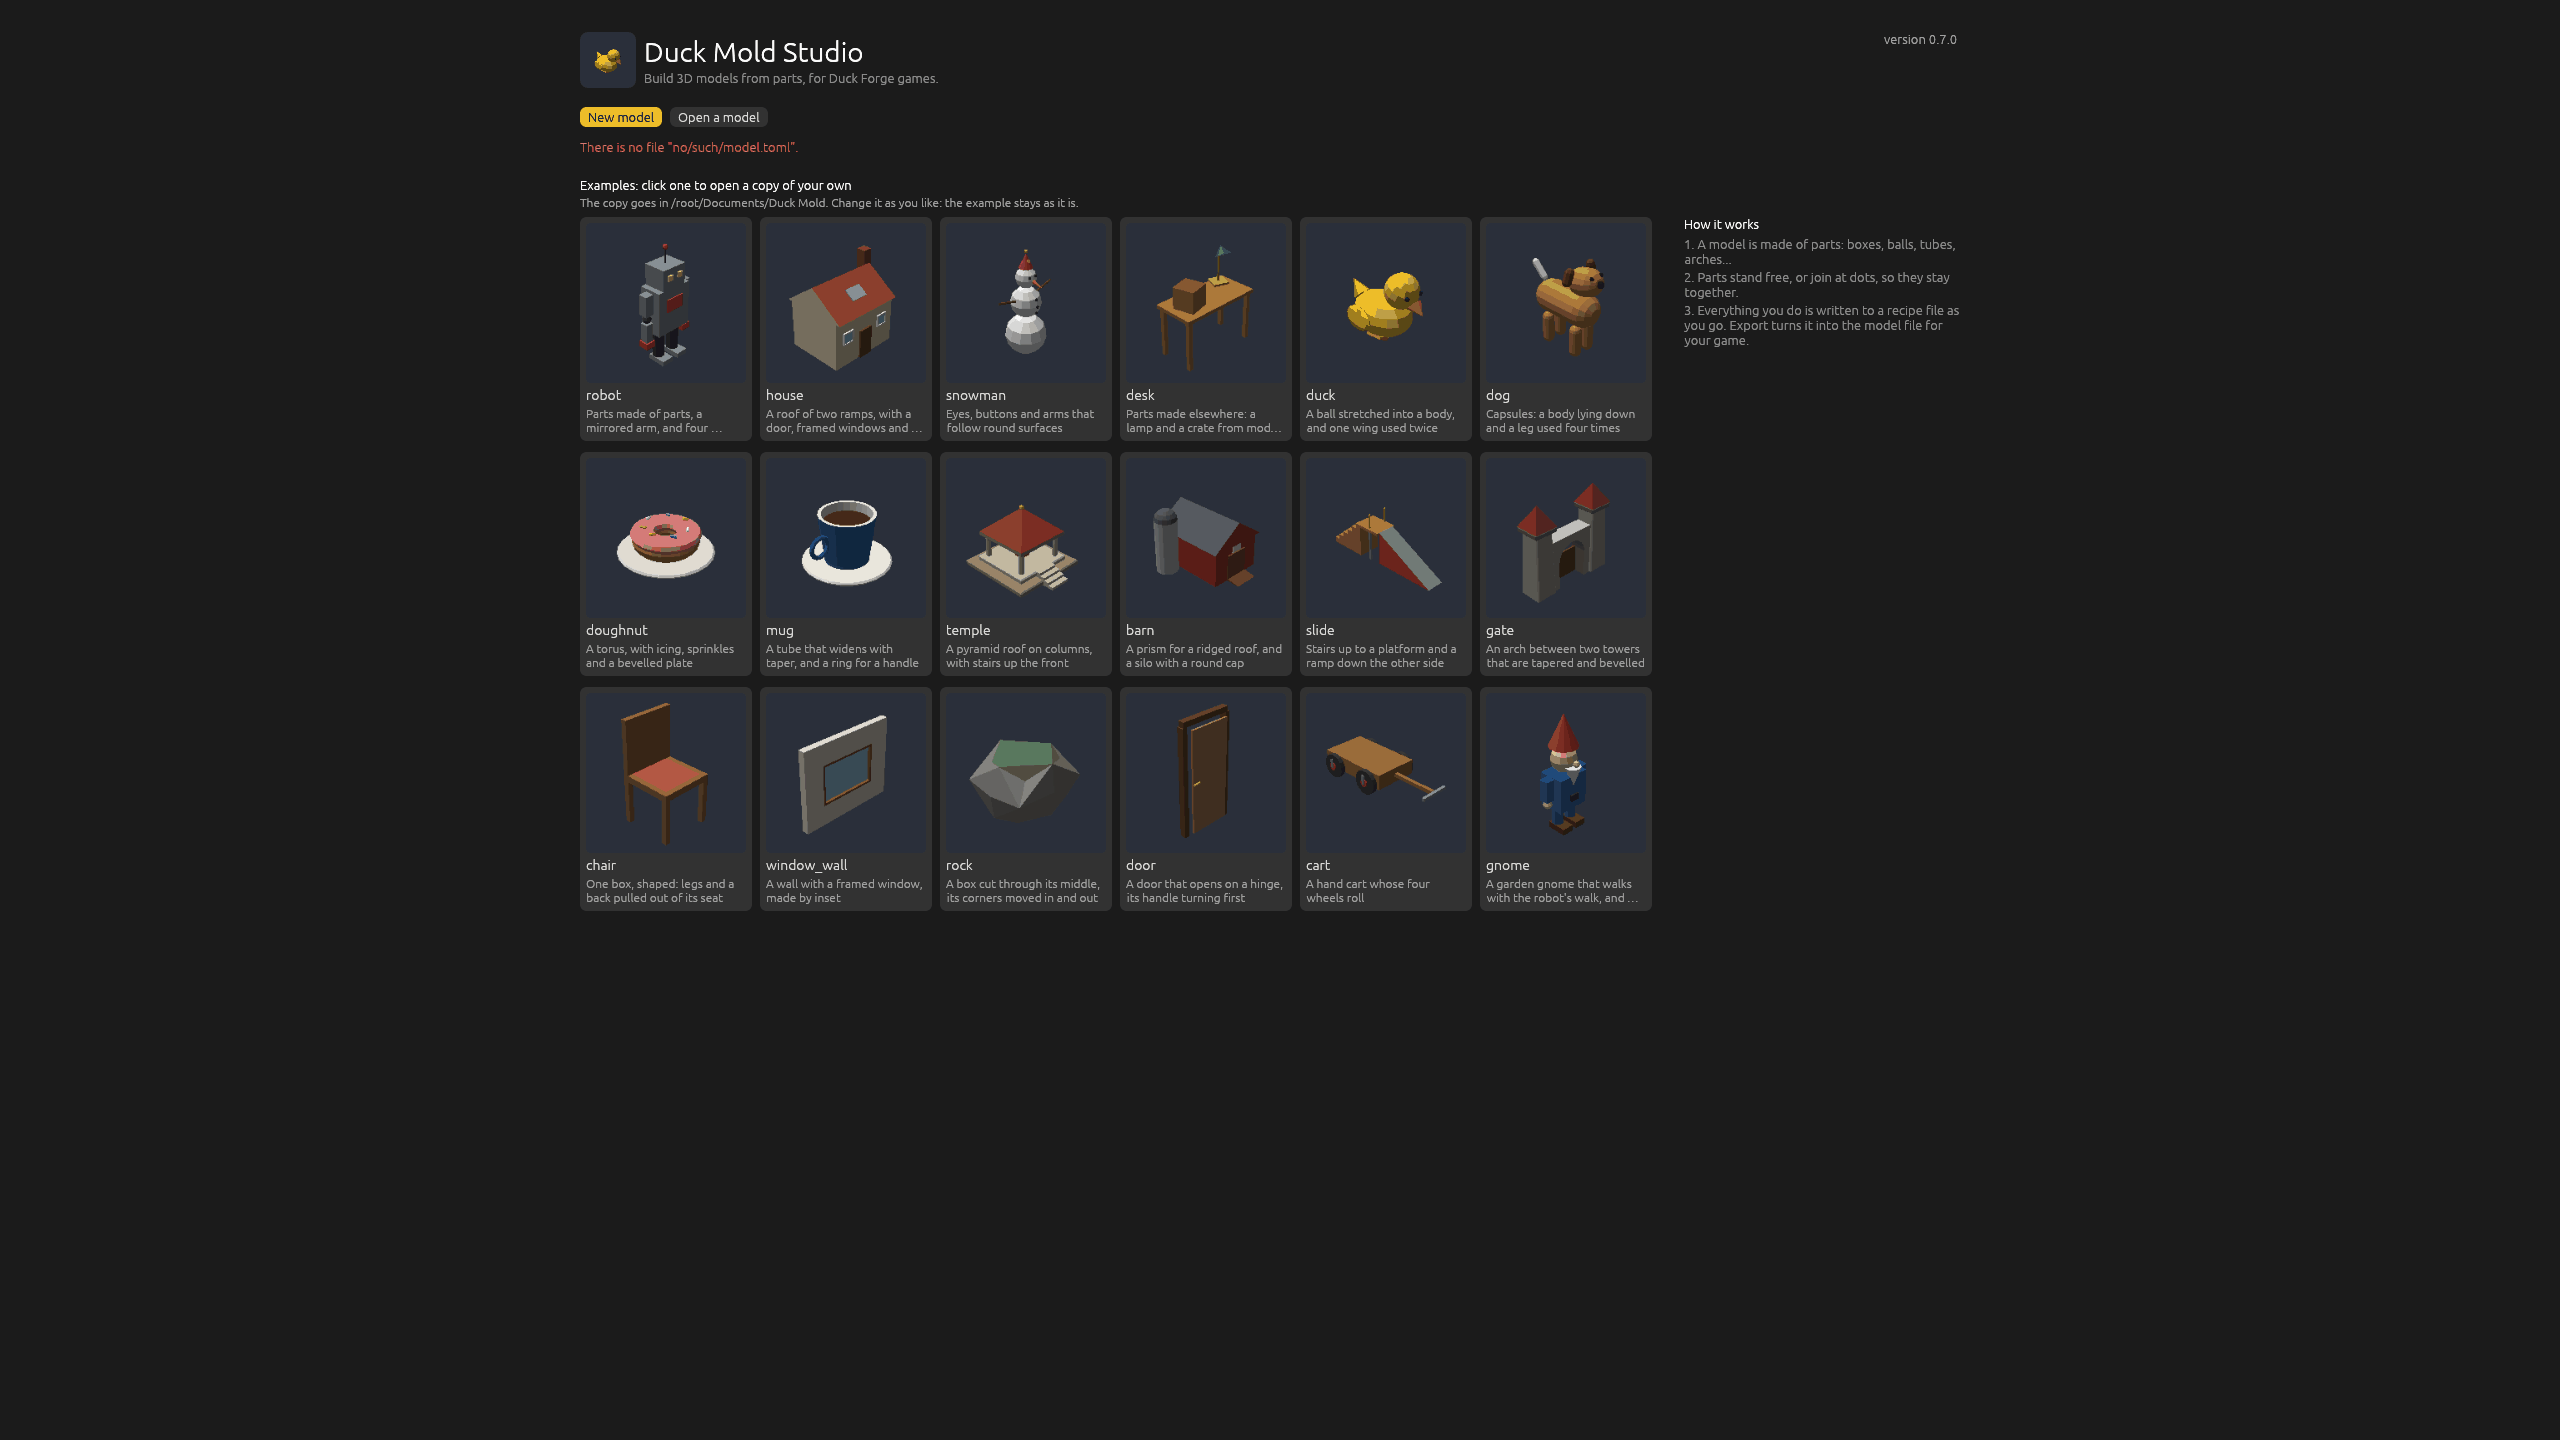 Duck Mold Studio
version 0.7.0
Build 3D models from parts, for Duck Forge games.
New model
Open a model
There is no file "no/such/model.toml".
Examples: click one to open a copy of your own
The copy goes in /root/Documents/Duck Mold. Change it as you like: the example stays as it is.
robot
Parts made of parts, a
mirrored arm, and four …
house
A roof of two ramps, with a
door, framed windows and …
snowman
Eyes, buttons and arms that
follow round surfaces
desk
Parts made elsewhere: a
lamp and a crate from mod…
duck
A ball stretched into a body,
and one wing used twice
dog
Capsules: a body lying down
and a leg used four times
How it works
1. A model is made of parts: boxes, balls, tubes,
arches...
2. Parts stand free, or join at dots, so they stay
together.
3. Everything you do is written to a recipe file as
you go. Export turns it into the model file for
your game.
doughnut
A torus, with icing, sprinkles
and a bevelled plate
mug
A tube that widens with
taper, and a ring for a handle
temple
A pyramid roof on columns,
with stairs up the front
barn
A prism for a ridged roof, and
a silo with a round cap
slide
Stairs up to a platform and a
ramp down the other side
gate
An arch between two towers
that are tapered and bevelled
chair
One box, shaped: legs and a
back pulled out of its seat
window_wall
A wall with a framed window,
made by inset
rock
A box cut through its middle,
its corners moved in and out
door
A door that opens on a hinge,
its handle turning first
cart
A hand cart whose four
wheels roll
gnome
A garden gnome that walks
with the robot's walk, and …